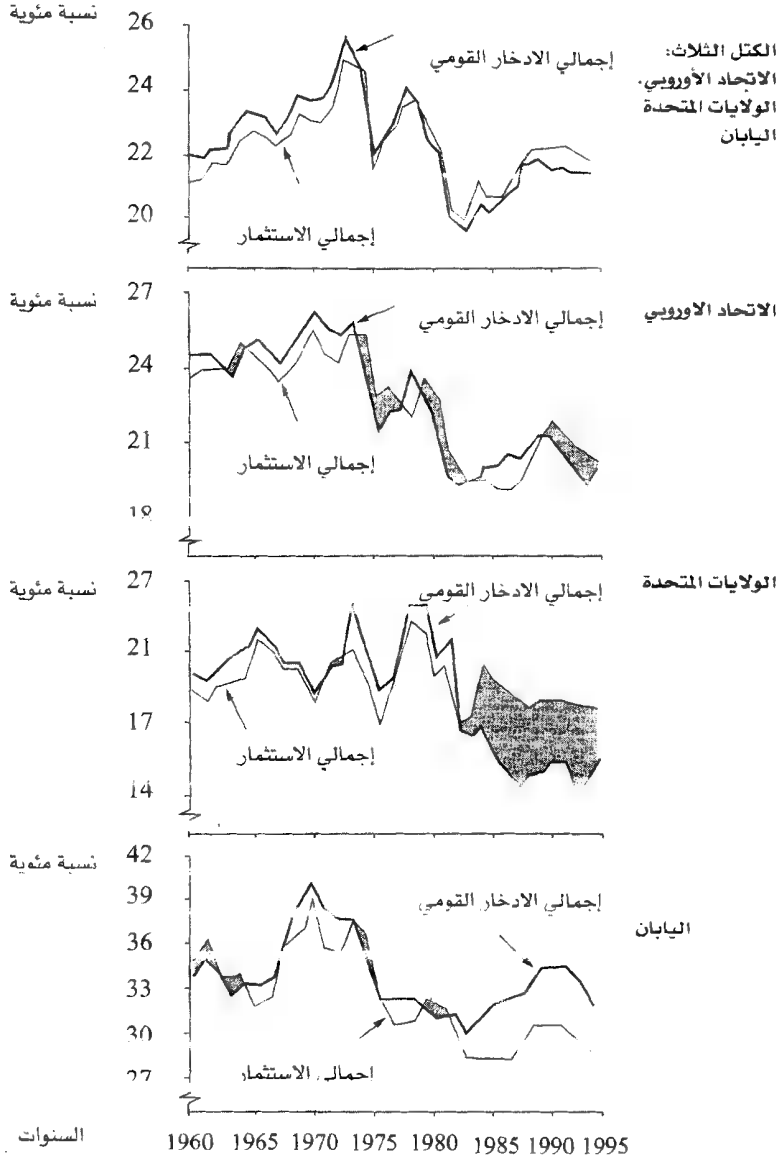 نسبة مئوية
26
24
22
20
إجمالي الادخار القومي
إجمالي الاستثمار
الكتل الثلاث:
الاتحاد الأوروبي.
الولايات المتحدة
اليابان
نسبة مئوية
27
24
21
18
إجمالي الادخار القومي
إجمالي الاستثمار
الاتحاد الاوروبي
نسبة مئوية
27
21
17
14
إجمالي الادخار القومي
إجمالي الاستثمار
الولايات المتحدة
نسبة مئوية
42
39
36
33
30
27
إجمالي الادخار القومي
إجمالي الاستثمار
اليابان
السنوات
1960 1965 1970 1975 1980 1985 1990 1995